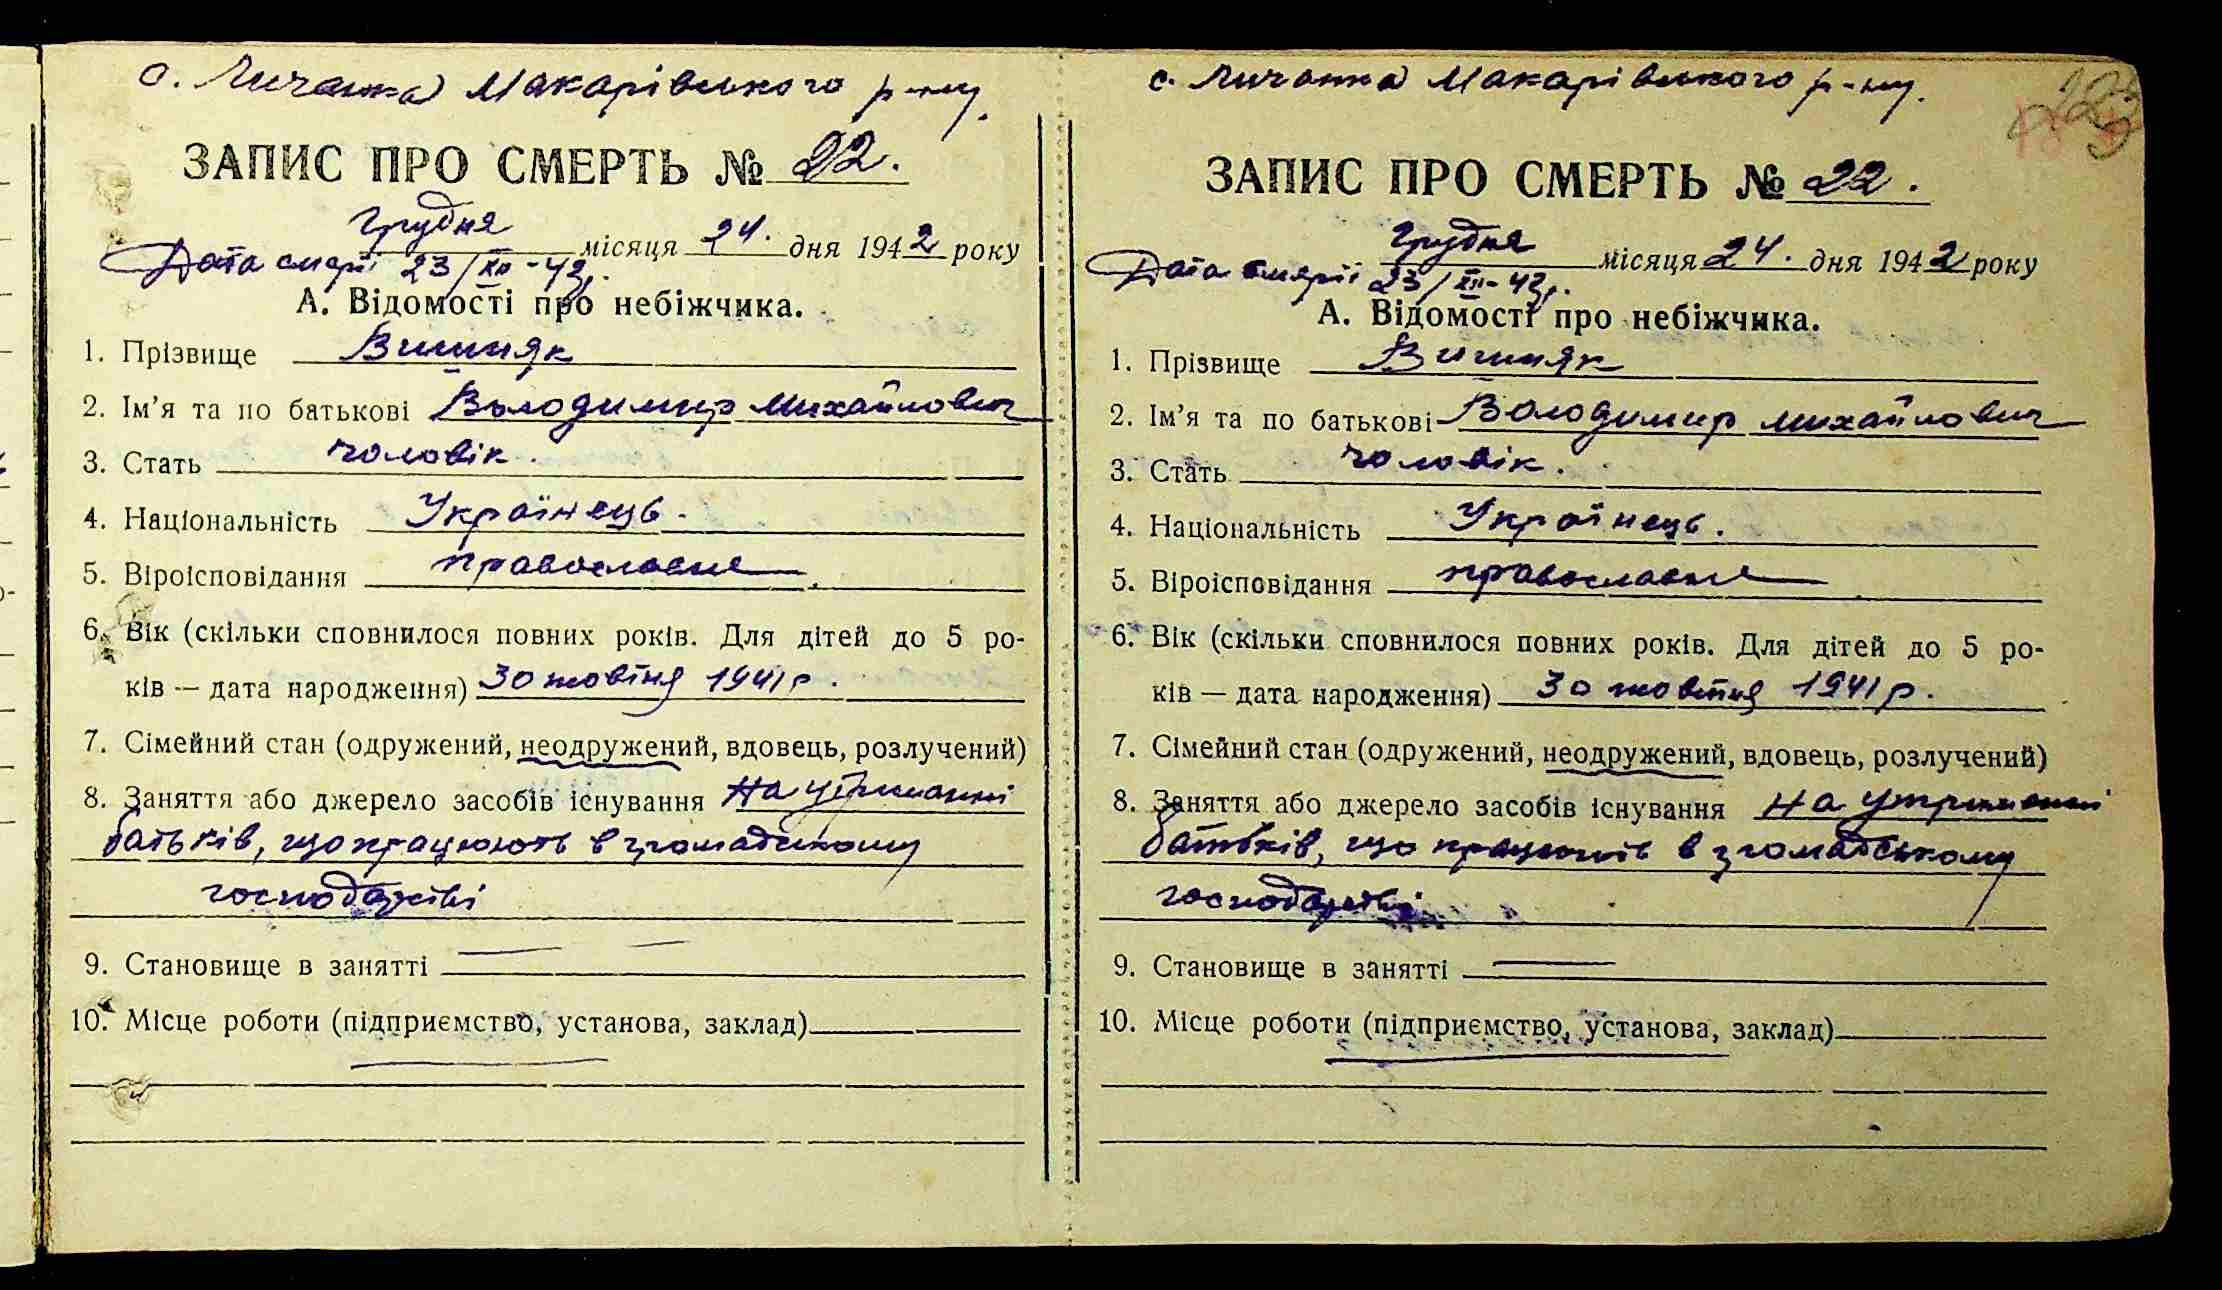 с. Личанка Макарівського р-ну.
ЗАПИС ПРО СМЕРТЬ № 22.
Грудня місяця 24. дня 1942 року
Дата смерті 23/XII-42р.
А. Відомості про небіжчика.
1. Прізвище Вишняк
2. Ім’я та по батькові Володимир Михайлович
3. Стать чоловік.
4. Національність Українець.
5. Віроісповідання православне
6. Вік (скільки сповнилося повних років. Для дітей до 5 ро-
ків — дата народження) 30 жовтня 1941 р.
7. Сімейний стан (одружений, неодружений, вдовець, розлучений)
8. Заняття або джерело засобів існування на утриманні
батьків, що працюють в громадському
господарстві
9. Становище в занятті —
10. Місце роботи (підприємство, установа, заклад)
с. Личанка Макарівського р-ну.
ЗАПИС ПРО СМЕРТЬ № 22.
Грудня місяця 24. дня 1942 року
Дата смерті 23/XII-42р.
А. Відомості про небіжчика.
1. Прізвище Вишняк
2. Ім’я та по батькові Володимир Михайлович
3. Стать чоловік.
4. Національність Українець.
5. Віроісповідання православне
6. Вік (скільки сповнилося повних років. Для дітей до 5 ро-
ків — дата народження) 30 жовтня 1941 р.
7. Сімейний стан (одружений, неодружений, вдовець, розлучений)
8. Заняття або джерело засобів існування на утриманні
батьків, що працюють в громадському
господарстві
9. Становище в занятті —
10. Місце роботи (підприємство, установа, заклад)